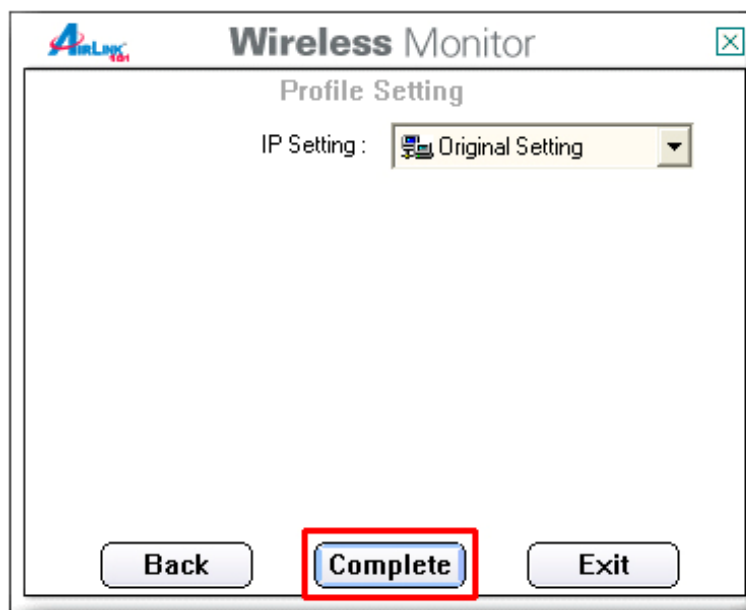 AirLink 101
Wireless Monitor
Profile Setting
IP Setting : Original Setting
Back Complete Exit